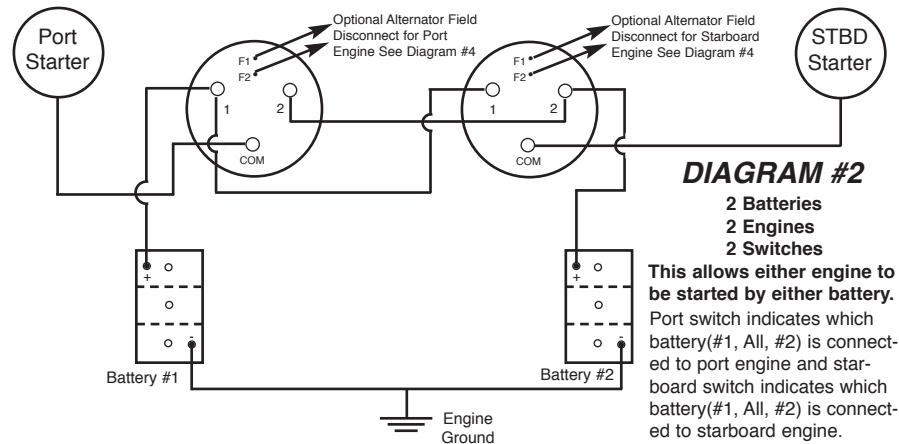 Port
Starter
Optional Alternator Field
Disconnect for Port
Engine See Diagram #4
F1
F2
1
2
COM
Optional Alternator Field
Disconnect for Starboard
Engine See Diagram #4
F1
F2
1
2
COM
STBD
Starter
DIAGRAM #2
2 Batteries
2 Engines
2 Switches
This allows either engine to
be started by either battery.
Port switch indicates which
battery(#1, All, #2) is connect-
ed to port engine and star-
board switch indicates which
battery(#1, All, #2) is connect-
ed to starboard engine.
+
-
Battery #1
+
-
Battery #2
Engine
Ground